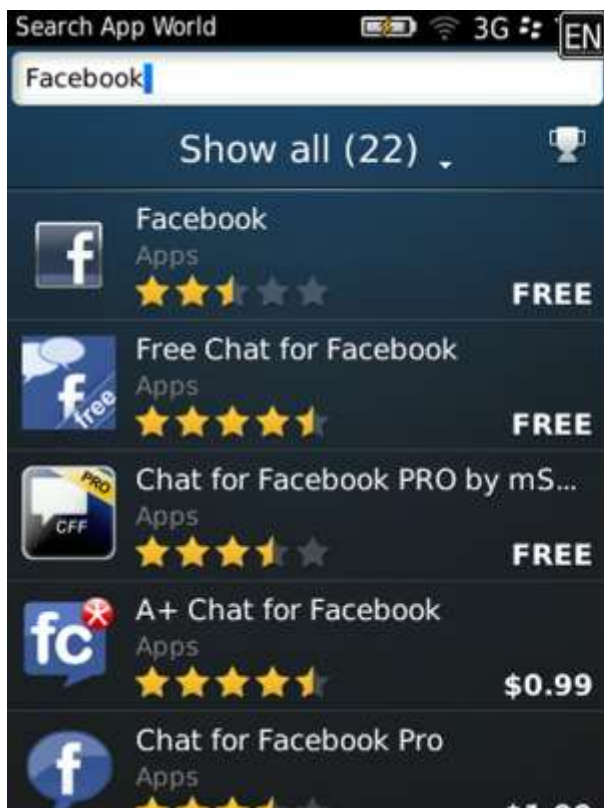 Search App World 3G EN
Facebook
Show all (22)
Facebook
Apps
FREE
Free Chat for Facebook
Apps
FREE
free
Chat for Facebook PRO by mS...
Apps
FREE
PRO
CFF
A+ Chat for Facebook
Apps
$0.99
fc
Chat for Facebook Pro
Apps